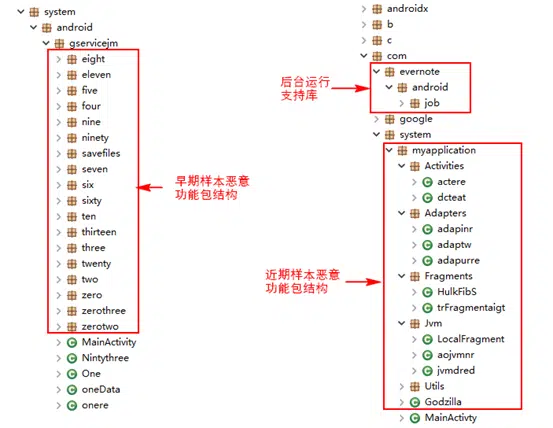 system
android
gservicejm
eight
eleven
five
four
nine
ninety
savefiles
seven
six
sixty
ten
thirteen
three
twenty
two
zero
zerothree
zerotwo
MainActivity
Nintythree
One
oneData
onere
早期样本恶意
功能包结构
androidx
b
c
com
evernote
android
job
google
system
myapplication
Activities
actere
dcteat
Adapters
adapinr
adaptw
adapurre
Fragments
HulkFibS
trFragmentaigt
Jvm
LocalFragment
aojvmnr
jvmdred
Utils
Godzilla
MainActivty
后台运行
支持库
近期样本恶意
功能包结构